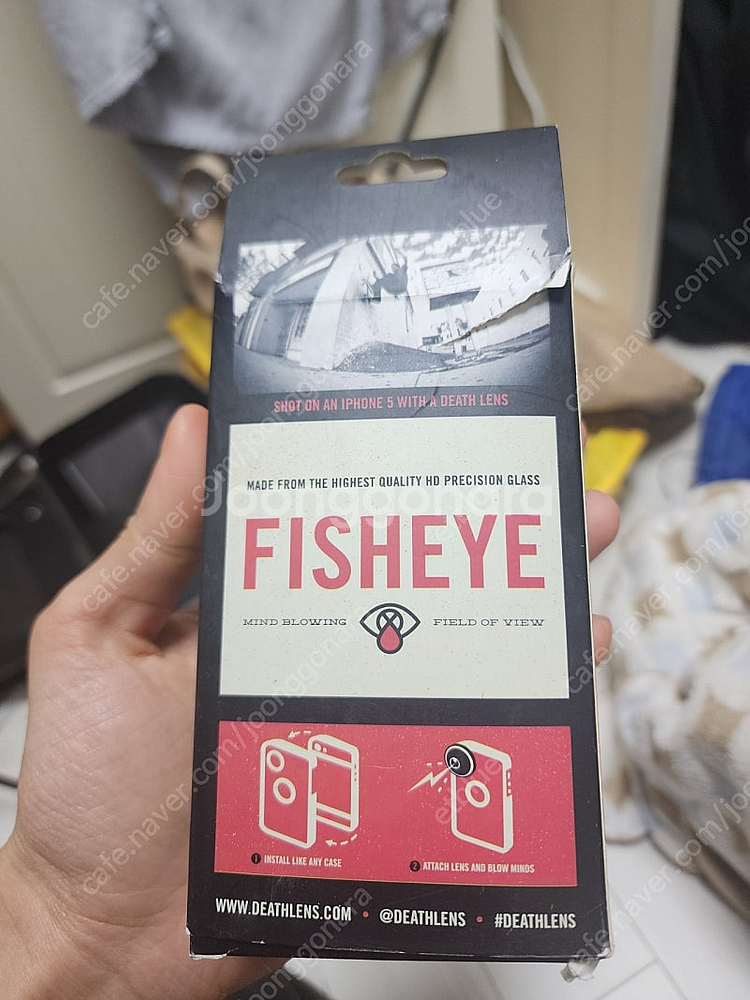 SHOT ON AN IPHONE 5 WITH A DEATH LENS
MADE FROM THE HIGHEST QUALITY HD PRECISION GLASS
Joonggonara
FISHEYE
MIND BLOWING FIELD OF VIEW
1 INSTALL LIKE ANY CASE
2 ATTACH LENS AND BLOW MINDS
WWW.DEATHLENS.COM • @DEATHLENS • #DEATHLENS
cafe.naver.com/joonggonara